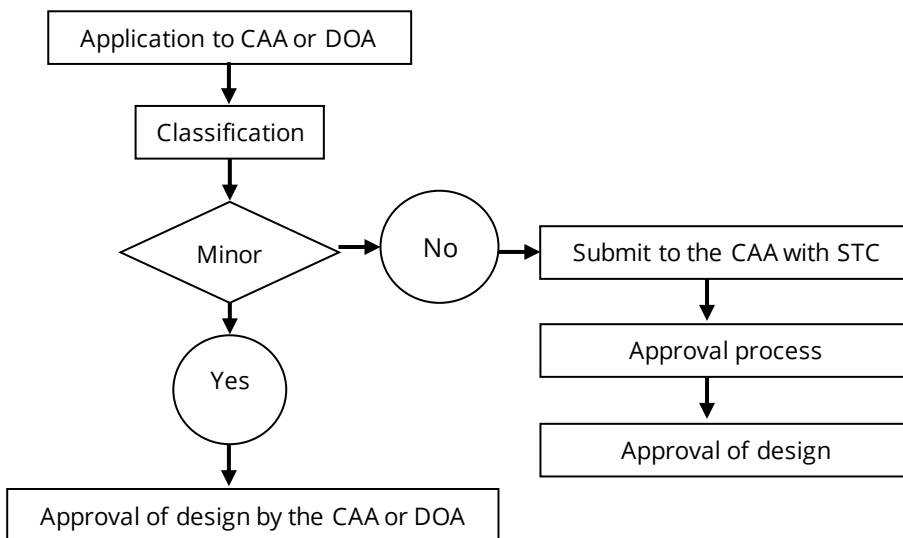 Application to CAA or DOA
Classification
Minor
No
Submit to the CAA with STC
Approval process
Yes
Approval of design
Approval of design by the CAA or DOA